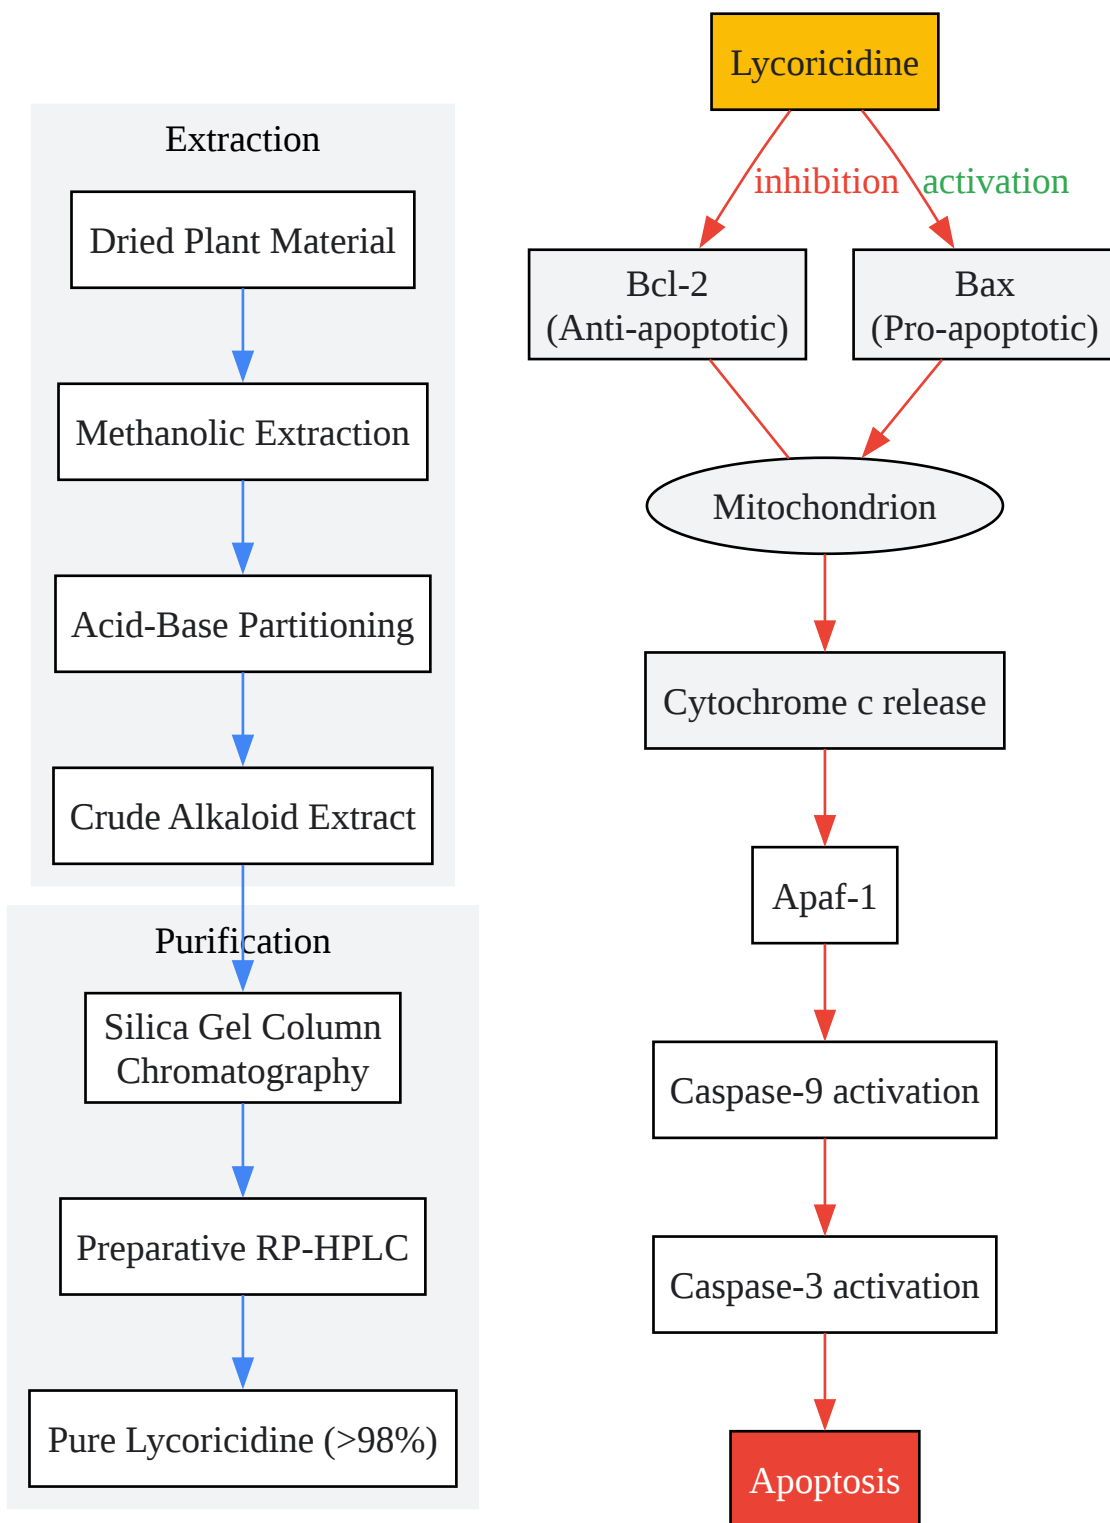 Extraction
Dried Plant Material
Methanolic Extraction
Acid-Base Partitioning
Crude Alkaloid Extract
Purification
Silica Gel Column
Chromatography
Preparative RP-HPLC
Pure Lycoricidine (>98%)
Lycoricidine
inhibition
activation
Bcl-2
(Anti-apoptotic)
Bax
(Pro-apoptotic)
Mitochondrion
Cytochrome c release
Apaf-1
Caspase-9 activation
Caspase-3 activation
Apoptosis